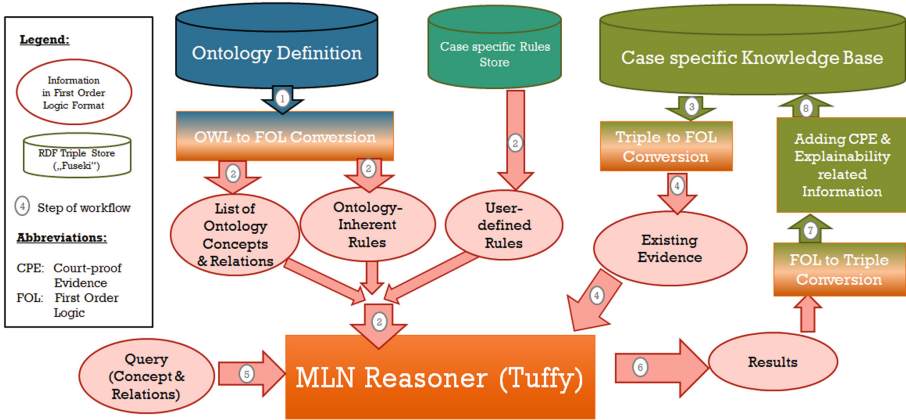 Legend:
Information
in First Order
Logic Format
RDF Triple Store
(„Fuseki“)
4 Step of workflow
Abbreviations:
CPE: Court-proof
Evidence
FOL: First Order
Logic
Ontology Definition
Case specific Rules
Store
Case specific Knowledge Base
1
2
3
8
OWL to FOL Conversion
Triple to FOL
Conversion
Adding CPE &
Explainability
related
Information
2
2
4
List of
Ontology
Concepts
& Relations
Ontology-
Inherent
Rules
User-
defined
Rules
Existing
Evidence
7
FOL to Triple
Conversion
2
4
Query
(Concept &
Relations)
5
MLN Reasoner (Tuffy)
6
Results